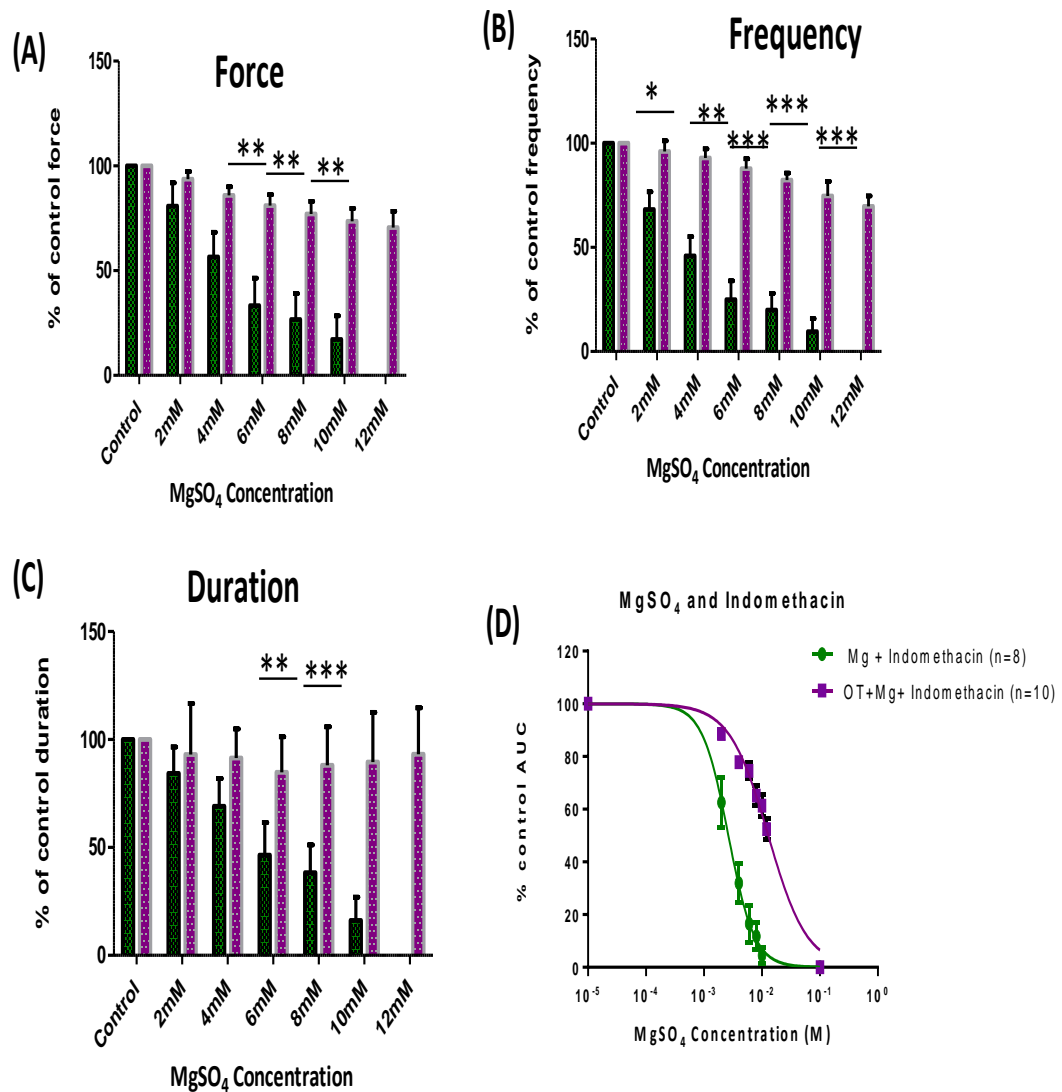 (A)
Force
% of control force
150
100
50
0
** ** **
Control 2mM 4mM 6mM 8mM 10mM 12mM
MgSO4 Concentration
(B)
Frequency
% of control frequency
150
100
50
0
* ** *** *** ***
Control 2mM 4mM 6mM 8mM 10mM 12mM
MgSO4 Concentration
(C)
Duration
% of control duration
150
100
50
0
** ***
Control 2mM 4mM 6mM 8mM 10mM 12mM
MgSO4 Concentration
(D)
MgSO4 and Indomethacin
Mg + Indomethacin (n=8)
OT+Mg+ Indomethacin (n=10)
% control AUC
120
100
80
60
40
20
0
10-5 10-4 10-3 10-2 10-1 100
MgSO4 Concentration (M)